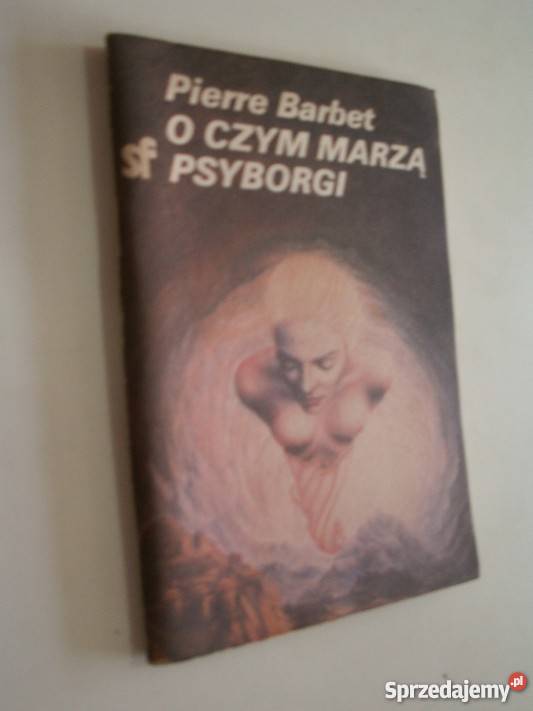 Pierre Barbet
O CZYM MARZĄ
sf PSYBORGI
Sprzedajemy.pl